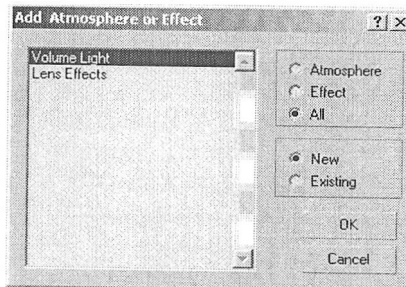 Add Atmosphere or Effect
Volume Light
Lens Effects
Atmosphere
Effect
All
New
Existing
OK
Cancel